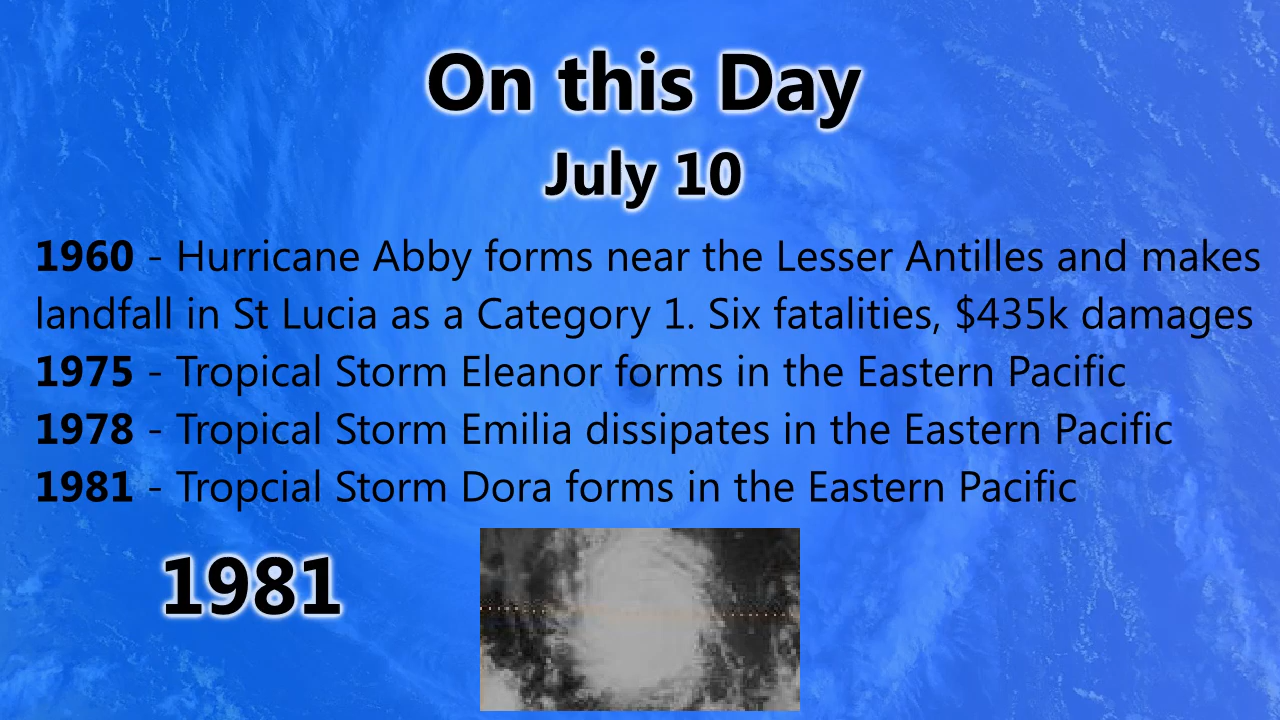 On this Day
July 10
1960 - Hurricane Abby forms near the Lesser Antilles and makes
landfall in St Lucia as a Category 1. Six fatalities, $435k damages
1975 - Tropical Storm Eleanor forms in the Eastern Pacific
1978 - Tropical Storm Emilia dissipates in the Eastern Pacific
1981 - Tropcial Storm Dora forms in the Eastern Pacific
1981